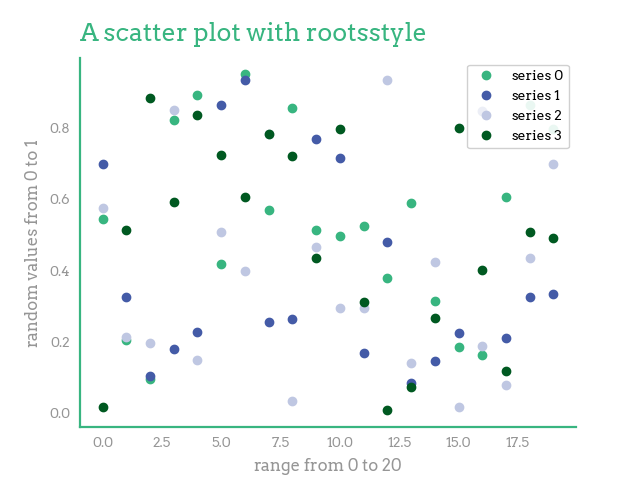 A scatter plot with rootsstyle
series 0
series 1
series 2
series 3
random values from 0 to 1
0.8
0.6
0.4
0.2
0.0
0.0 2.5 5.0 7.5 10.0 12.5 15.0 17.5
range from 0 to 20